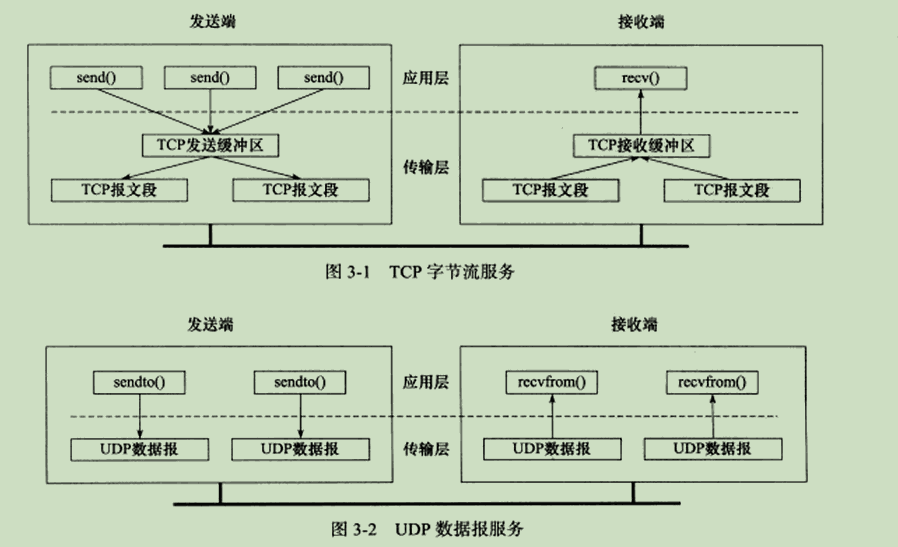 发送端 接收端
send() send() send() 应用层 recv()
TCP发送缓冲区 TCP接收缓冲区
传输层
TCP报文段 TCP报文段 TCP报文段 TCP报文段
图 3-1 TCP 字节流服务
发送端 接收端
sendto() sendto() 应用层 recvfrom() recvfrom()
UDP数据报 UDP数据报 传输层 UDP数据报 UDP数据报
图 3-2 UDP 数据报服务